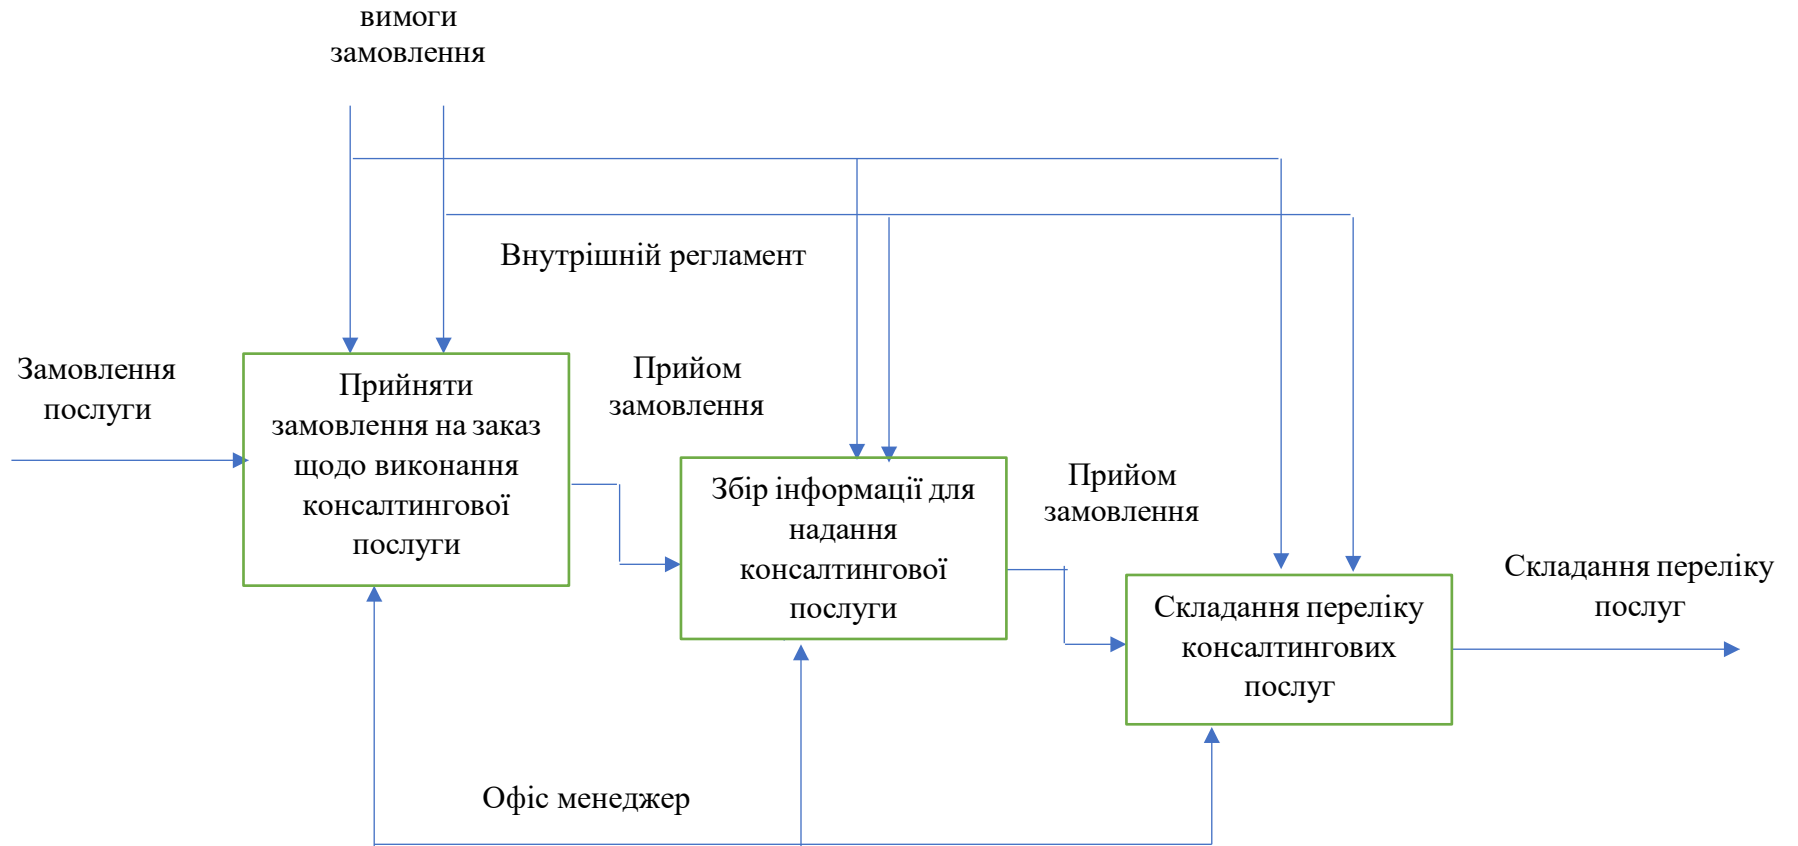 вимоги
замовлення
Внутрішній регламент
Замовлення
послуги
Прийняти
замовлення на заказ
щодо виконання
консалтингової
послуги
Прийом
замовлення
Збір інформації для
надання
консалтингової
послуги
Прийом
замовлення
Складання переліку
консалтингових
послуг
Складання переліку
послуг
Офіс менеджер